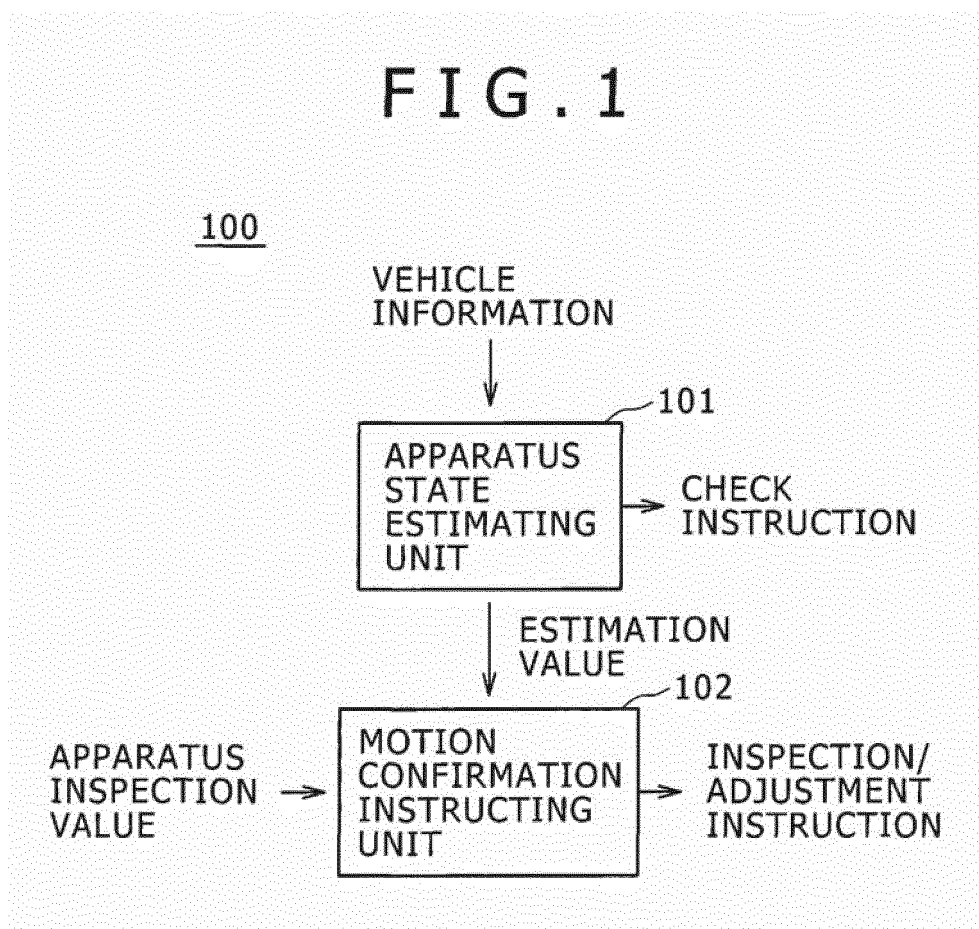 FIG.1
100
VEHICLE
INFORMATION
101
APPARATUS
STATE
ESTIMATING
UNIT
CHECK
INSTRUCTION
ESTIMATION
VALUE
102
APPARATUS
INSPECTION
VALUE
MOTION
CONFIRMATION
INSTRUCTING
UNIT
INSPECTION/
ADJUSTMENT
INSTRUCTION